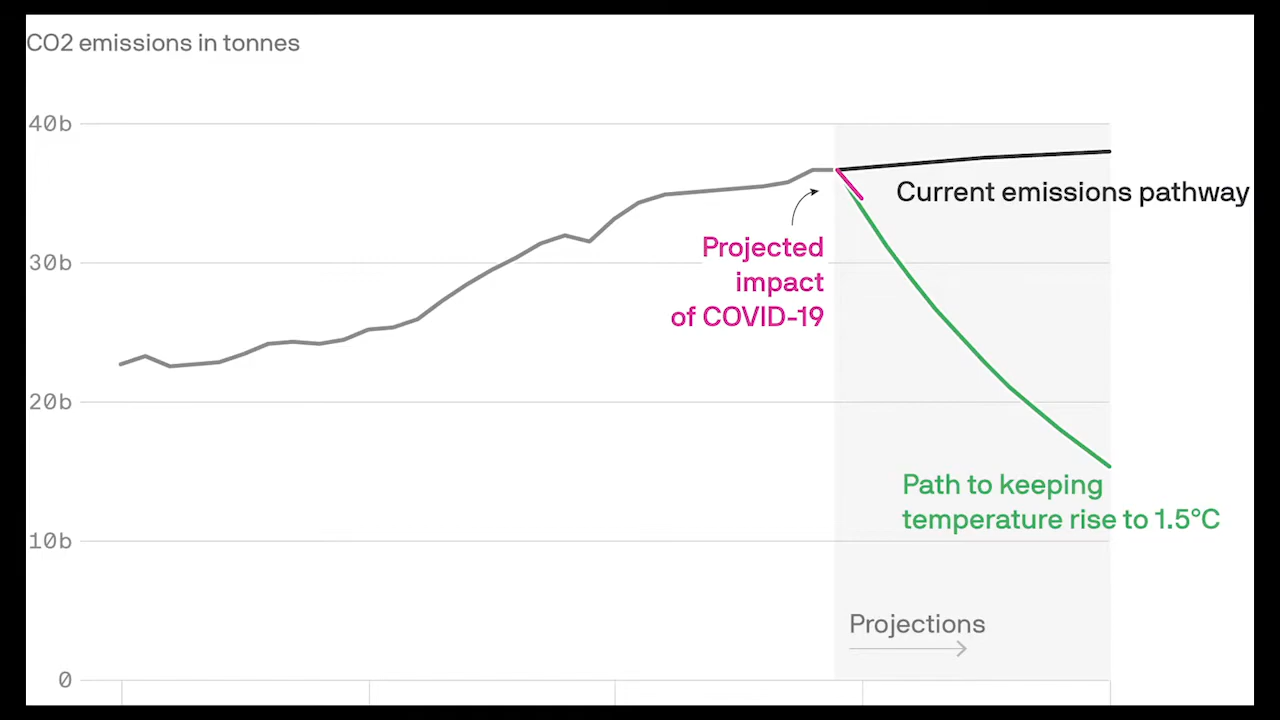 CO2 emissions in tonnes
40b
Current emissions pathway
Projected
30b
impact
of COVID-19
20b
Path to keeping
temperature rise to 1.5°C
10b
Projections
0